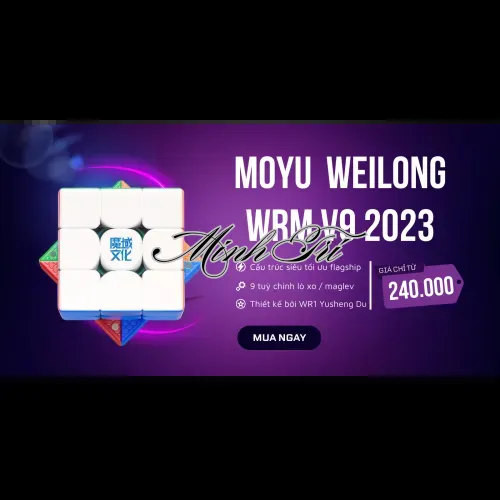 MOYU WEILONG
WRM V9 2023
魔域
文化
Minh Trí
Cấu trúc siêu tối ưu flagship
9 tuỳ chỉnh lò xo / maglev
Thiết kế bởi WR1 Yusheng Du
GIÁ CHỈ TỪ
240.000
MUA NGAY